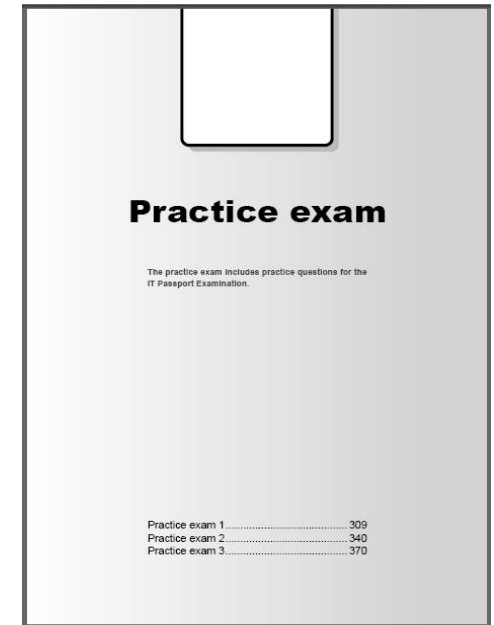 Practice exam
The practice exam includes practice questions for the
IT Passport Examination.
Practice exam 1.......................................... 309
Practice exam 2.......................................... 340
Practice exam 3.......................................... 370